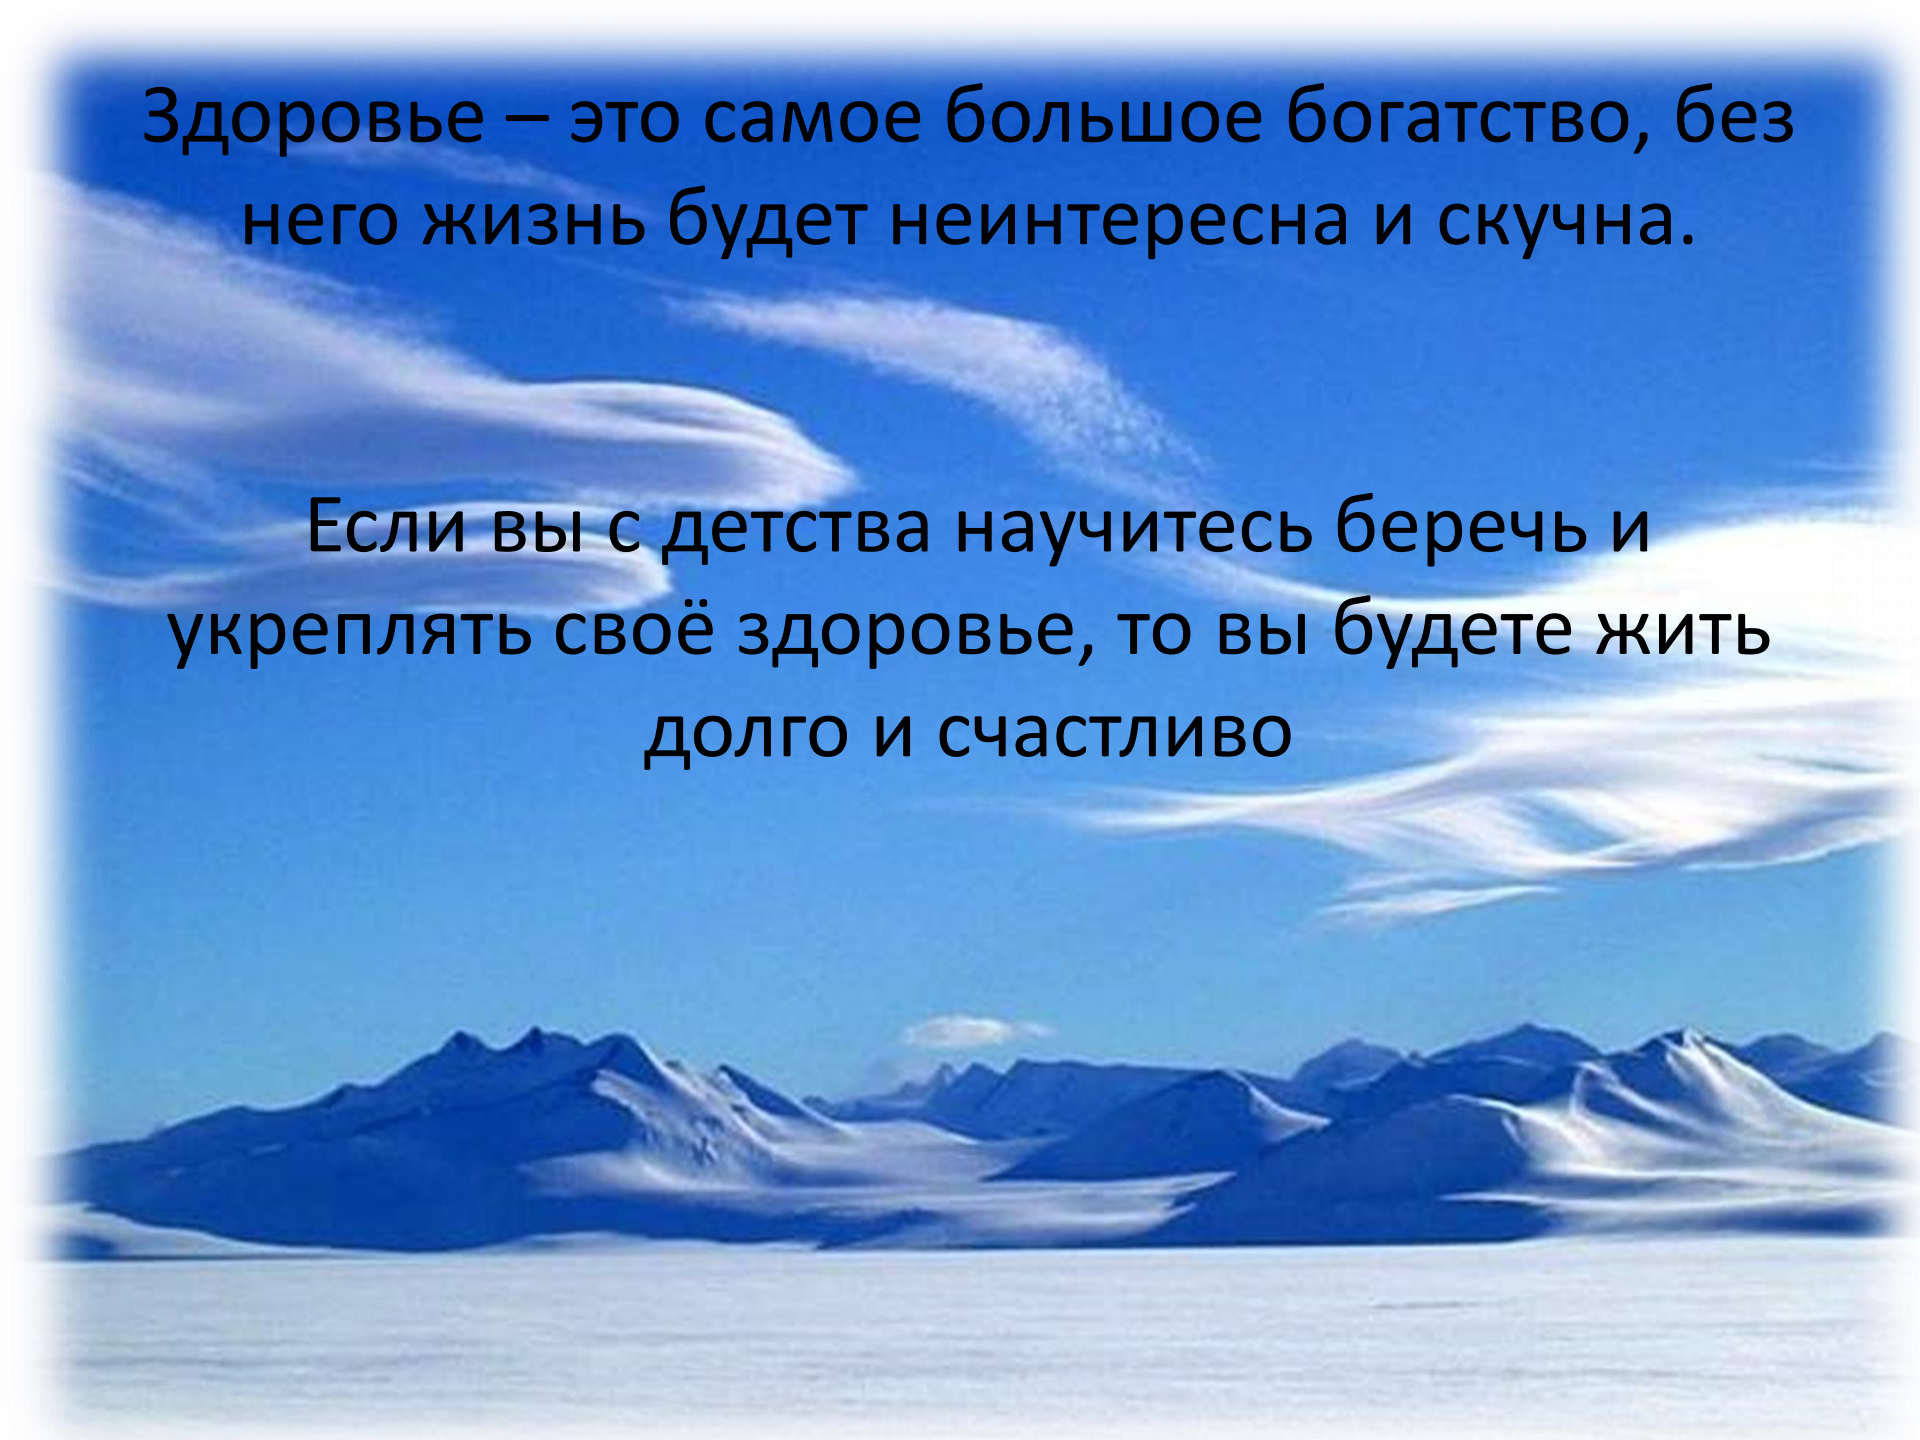 Здоровье – это самое большое богатство, без
него жизнь будет неинтересна и скучна.
Если вы с детства научитесь беречь и
укреплять своё здоровье, то вы будете жить
долго и счастливо